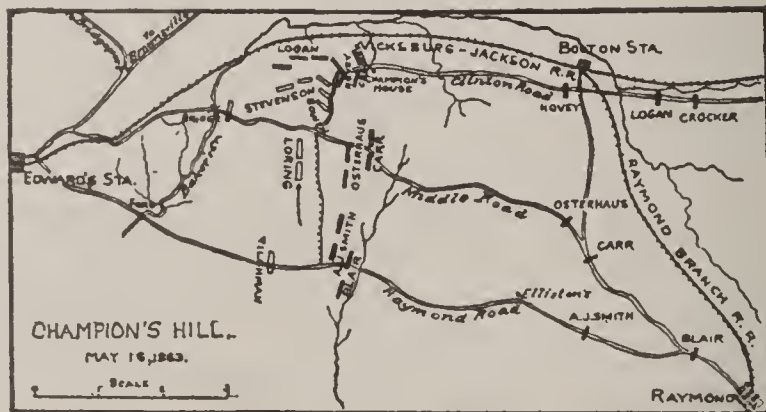 To
LOGAN
VICKSBURG-JACKSON R.R.
BOLTON STA.
STEVENSON
CHAMPION'S
HOUSE
Clinton Road
HOVEY
LOGAN
CROCKER
EDWARD'S STA.
LORING
OSTERHAUS
CARR
Middle Road
OSTERHAUS
CARR
RAYMOND
BRANCH R.R.
TILGHMAN
A.J. SMITH
BLAIR
Raymond Road
Elliston's
A.J. SMITH
BLAIR
RAYMOND
CHAMPION'S HILL.
MAY 16, 1863.
SCALE